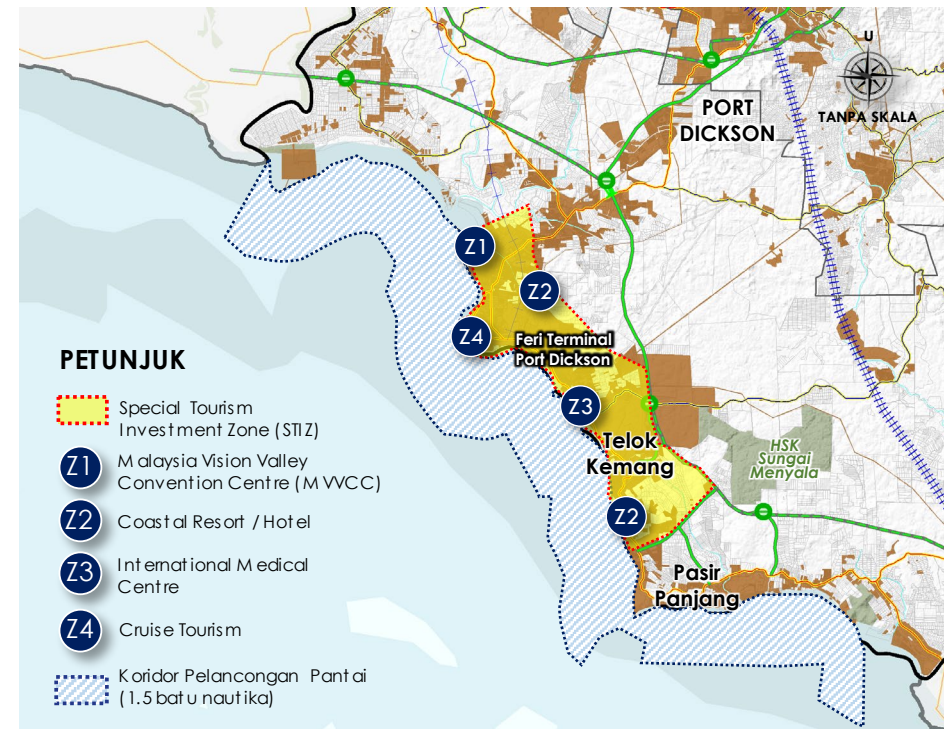 U
TANPA SKALA
PORT
DICKSON
Z1
Z2
Z4
Feri Terminal
Port Dickson
Z3
Telok
Kemang
HSK
Sungai
Menyala
Z2
Pasir
Panjang
PETUNJUK
Special Tourism
Investment Zone (STIZ)
Z1
Malaysia Vision Valley
Convention Centre (MVVCC)
Z2
Coastal Resort / Hotel
Z3
International Medical
Centre
Z4
Cruise Tourism
Koridor Pelancongan Pantai
(1.5 batu nautika)